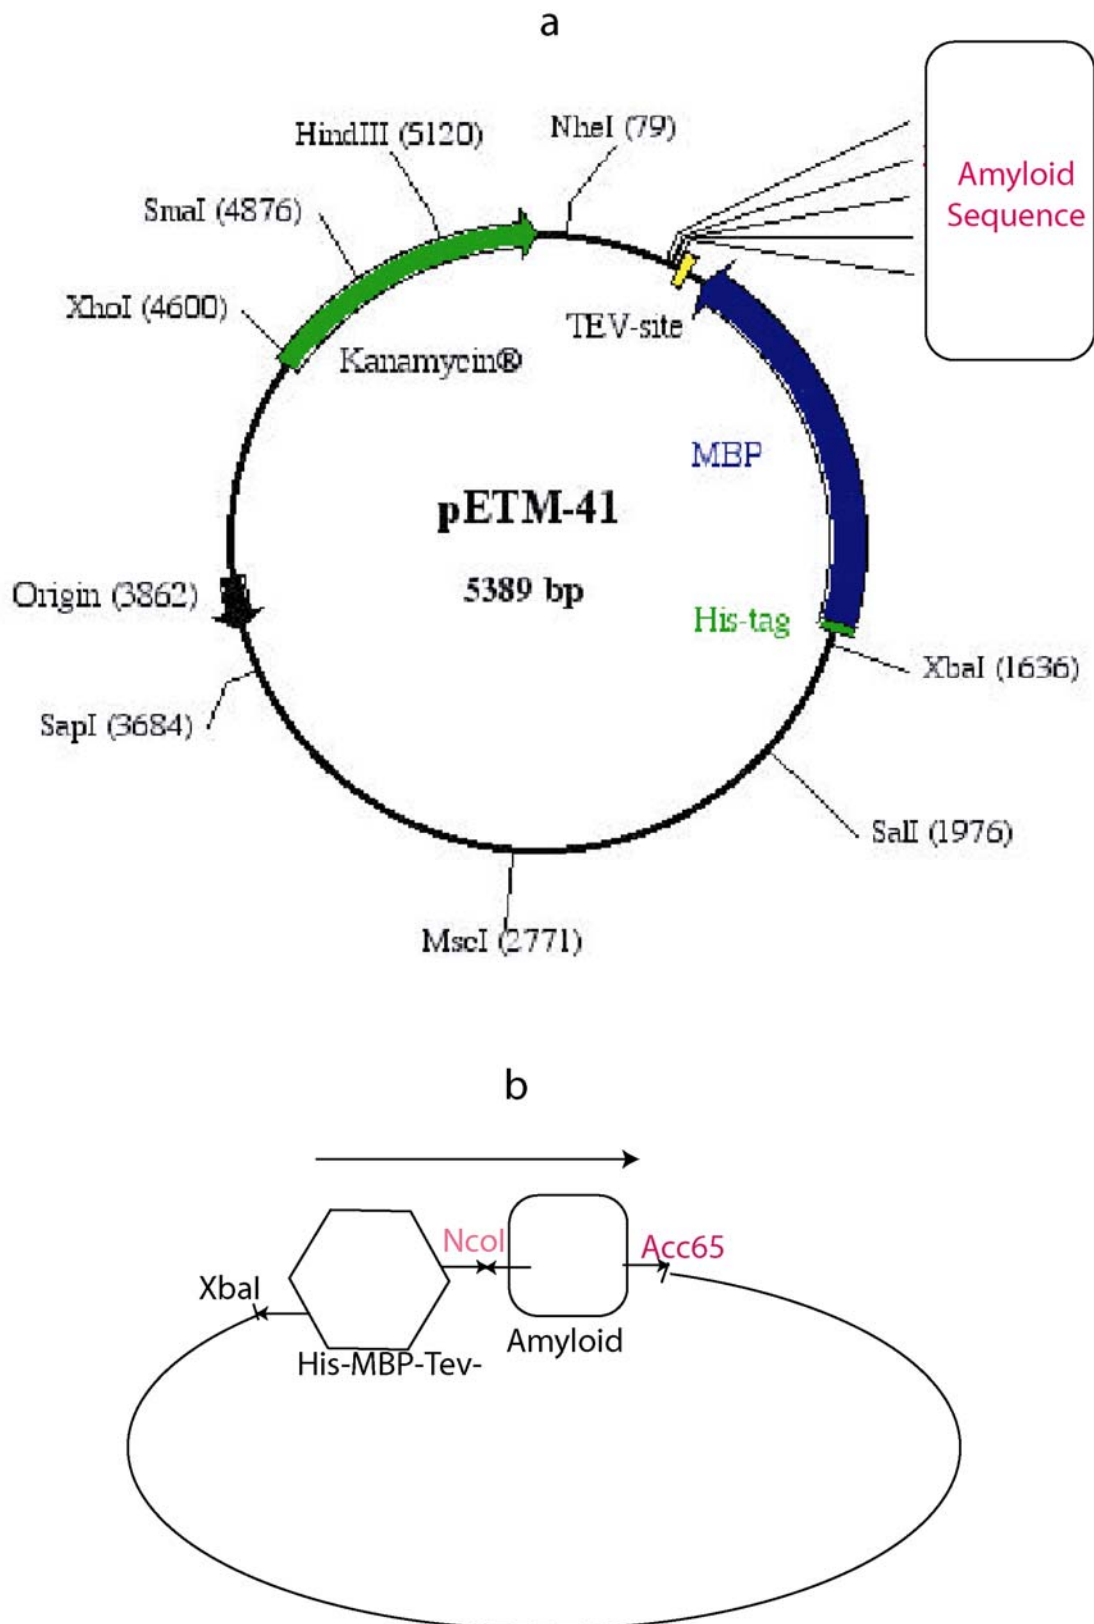 a
HindIII (5120)
NheI (79)
SmaI (4876)
Amyloid
Sequence
XhoI (4600)
TEV-site
Kanamycin®
MBP
pETM-41
5389 bp
Origin (3862)
His-tag
XbaI (1636)
SapI (3684)
SalI (1976)
MscI (2771)
b
NcoI
Acc65
XbaI
Amyloid
His-MBP-Tev-